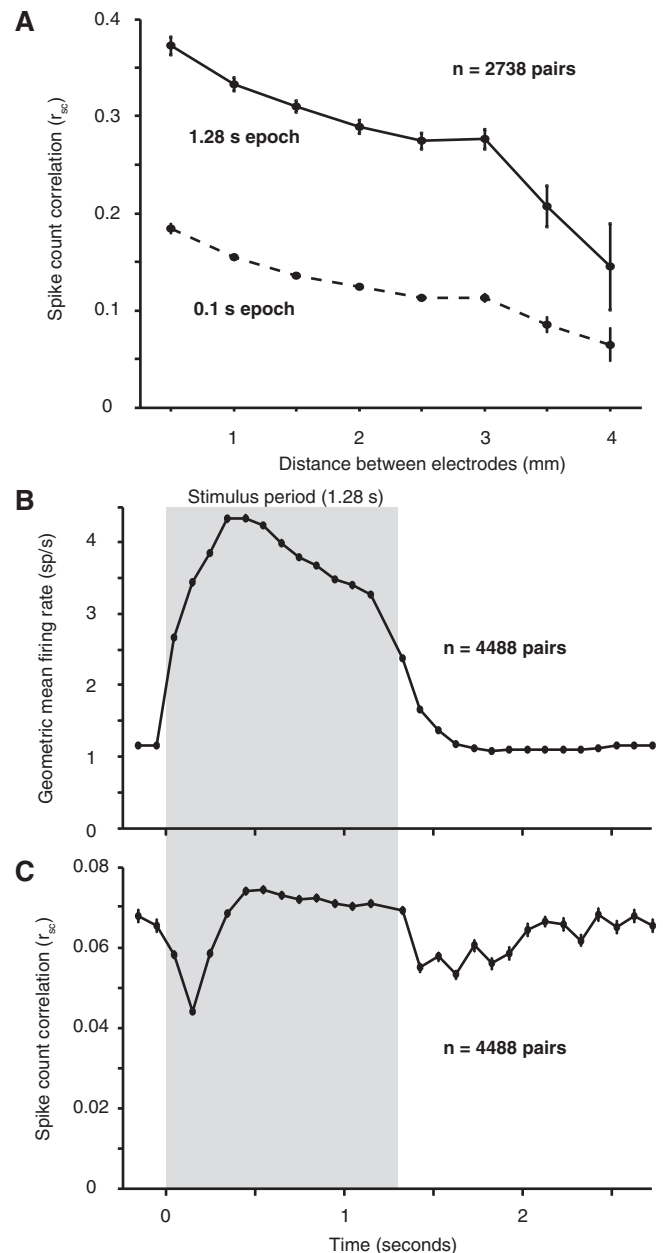 A
0.4
0.3
0.2
0.1
0
Spike count correlation (rsc)
n = 2738 pairs
1.28 s epoch
0.1 s epoch
1 2 3 4
Distance between electrodes (mm)
B
Stimulus period (1.28 s)
4
3
2
1
0
Geometric mean firing rate (sp/s)
n = 4488 pairs
C
0.08
0.06
0.04
0.02
0
Spike count correlation (rsc)
n = 4488 pairs
0 1 2
Time (seconds)